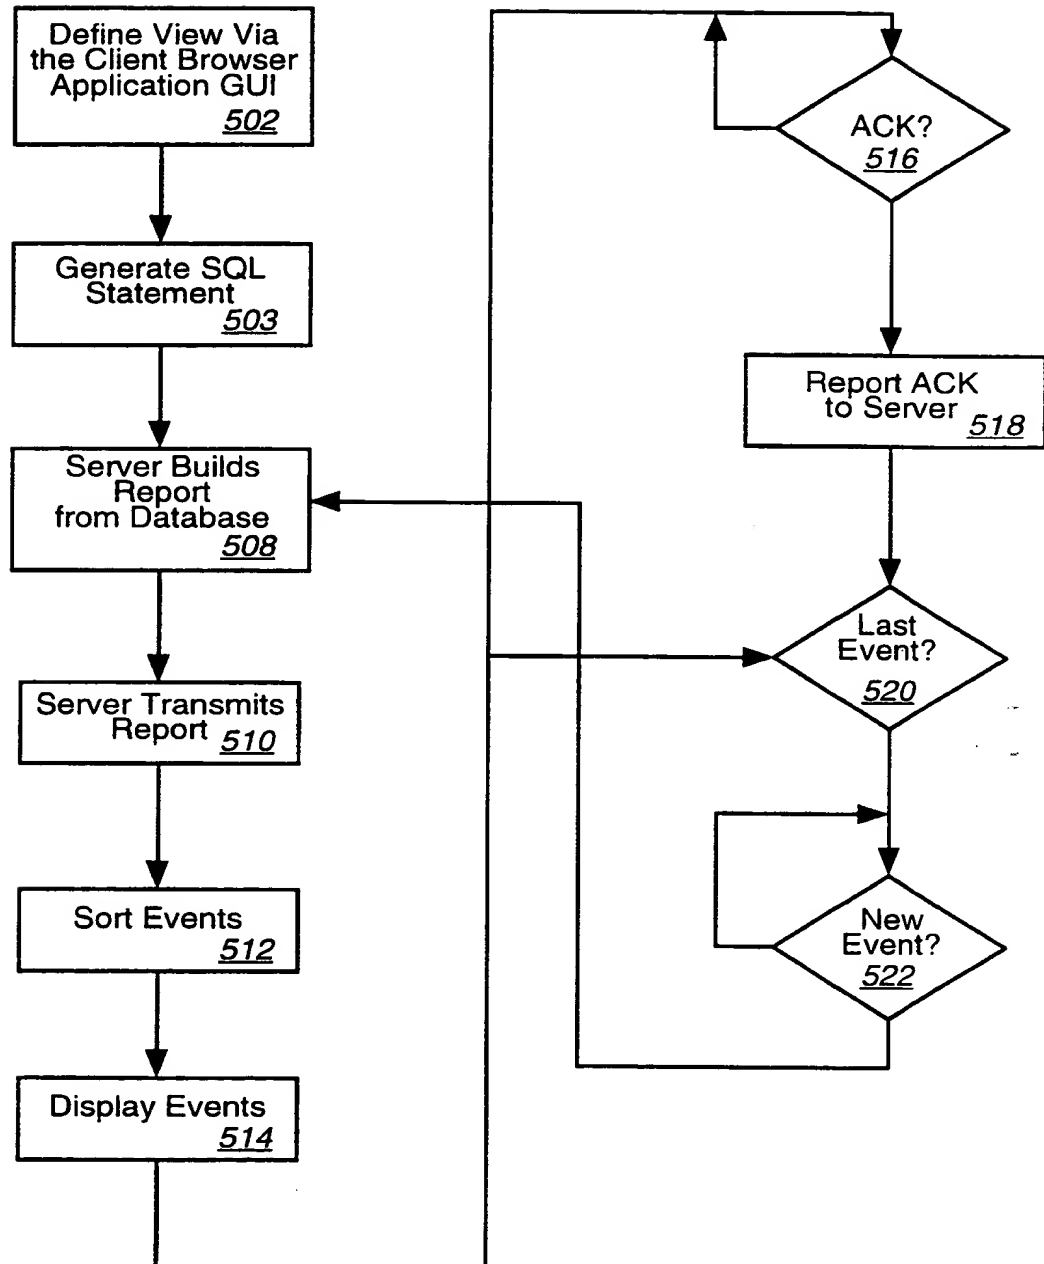 Define View Via
the Client Browser
Application GUI
502
Generate SQL
Statement
503
Server Builds
Report
from Database
508
Server Transmits
Report 510
Sort Events
512
Display Events
514
ACK?
516
Report ACK
to Server 518
Last
Event?
520
New
Event?
522